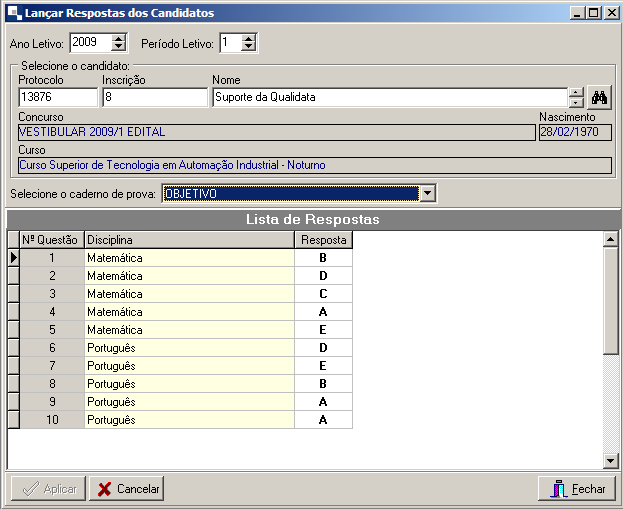 Lançar Respostas dos Candidatos
Ano Letivo: 2009 Período Letivo: 1
Selecione o candidato:
Protocolo Inscrição Nome
13876 8 Suporte da Qualidata
Concurso Nascimento
VESTIBULAR 2009/1 EDITAL 28/02/1970
Curso
Curso Superior de Tecnologia em Automação Industrial - Noturno
Selecione o caderno de prova: OBJETIVO
Lista de Respostas
Nº Questão Disciplina Resposta
1 Matemática B
2 Matemática D
3 Matemática C
4 Matemática A
5 Matemática E
6 Português D
7 Português E
8 Português B
9 Português A
10 Português A
Aplicar Cancelar Fechar